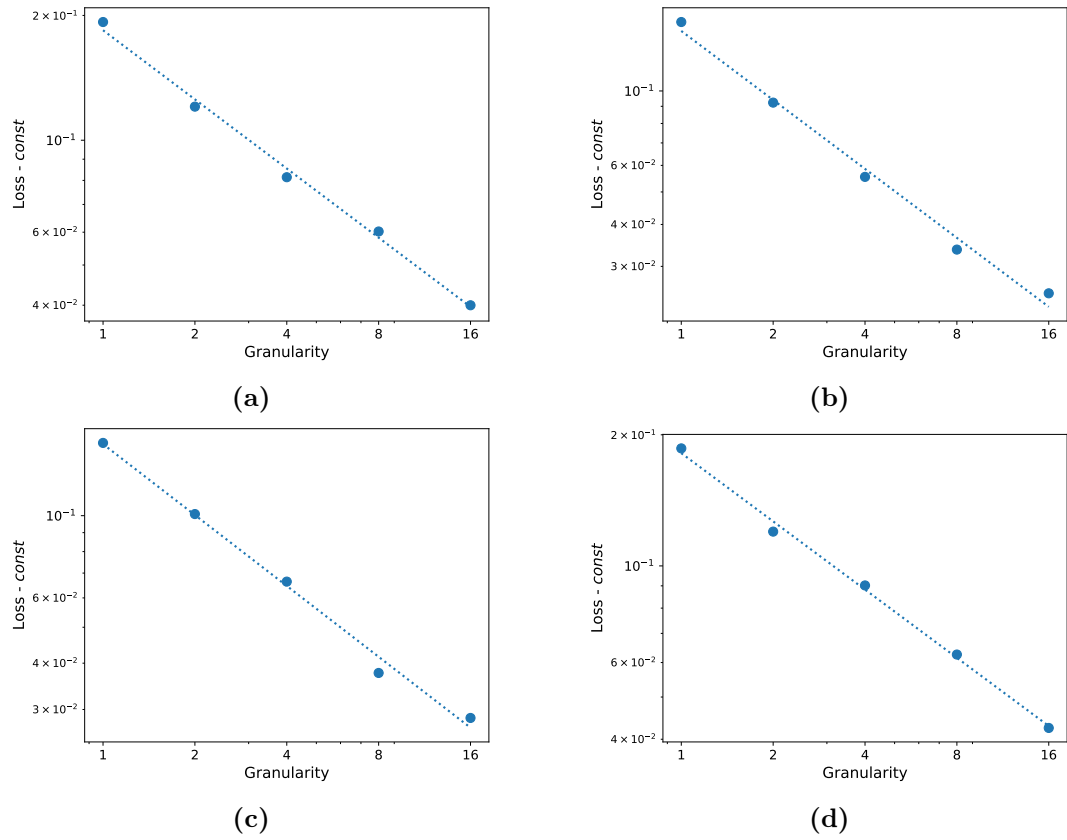 2 × 10⁻¹
10⁻¹
6 × 10⁻²
4 × 10⁻²
Loss - const
1 2 4 8 16
Granularity
(a)
10⁻¹
6 × 10⁻²
4 × 10⁻²
3 × 10⁻²
Loss - const
1 2 4 8 16
Granularity
(b)
10⁻¹
6 × 10⁻²
4 × 10⁻²
3 × 10⁻²
Loss - const
1 2 4 8 16
Granularity
(c)
2 × 10⁻¹
10⁻¹
6 × 10⁻²
4 × 10⁻²
Loss - const
1 2 4 8 16
Granularity
(d)